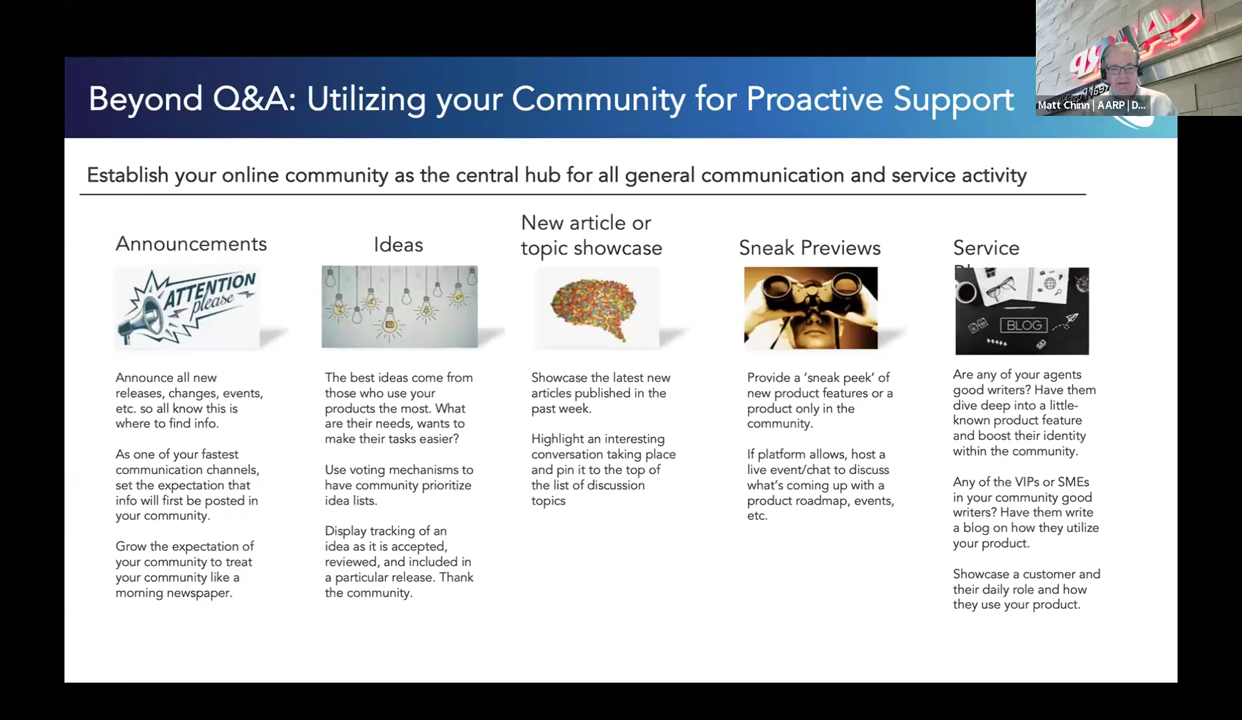 Beyond Q&A: Utilizing your Community for Proactive Support
Matt Chinn | AARP | D...
Establish your online community as the central hub for all general communication and service activity
Announcements
ATTENTION
please
Announce all new
releases, changes, events,
etc. so all know this is
where to find info.
As one of your fastest
communication channels,
set the expectation that
info will first be posted in
your community.
Grow the expectation of
your community to treat
your community like a
morning newspaper.
Ideas
The best ideas come from
those who use your
products the most. What
are their needs, wants to
make their tasks easier?
Use voting mechanisms to
have community prioritize
idea lists.
Display tracking of an
idea as it is accepted,
reviewed, and included in
a particular release. Thank
the community.
New article or
topic showcase
Showcase the latest new
articles published in the
past week.
Highlight an interesting
conversation taking place
and pin it to the top of
the list of discussion
topics
Sneak Previews
Provide a ‘sneak peek’ of
new product features or a
product only in the
community.
If platform allows, host a
live event/chat to discuss
what’s coming up with a
product roadmap, events,
etc.
Service
BLOG
Are any of your agents
good writers? Have them
dive deep into a little-
known product feature
and boost their identity
within the community.
Any of the VIPs or SMEs
in your community good
writers? Have them write
a blog on how they utilize
your product.
Showcase a customer and
their daily role and how
they use your product.